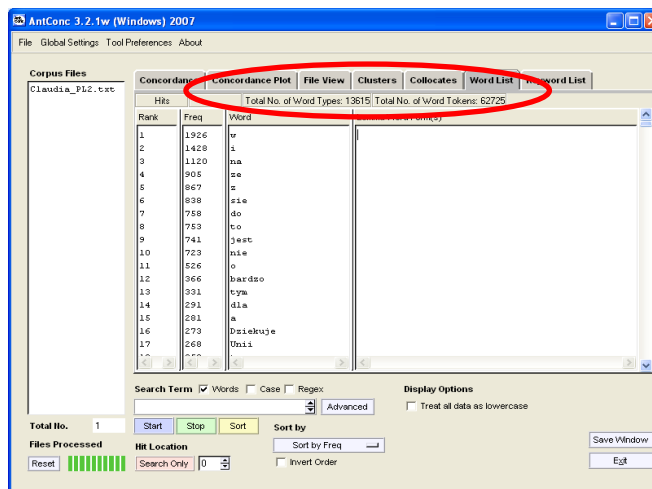 AntConc 3.2.1w (Windows) 2007
File Global Settings Tool Preferences About
Corpus Files
Claudia_PL2.txt
Concordance Concordance Plot File View Clusters Collocates Word List Keyword List
Hits Total No. of Word Types: 13615 Total No. of Word Tokens: 62725
Rank Freq Word
1 1926 w
2 1428 i
3 1120 na
4 905 ze
5 867 z
6 838 sie
7 758 do
8 753 to
9 741 jest
10 723 nie
11 526 o
12 366 bardzo
13 331 tym
14 291 dla
15 281 a
16 273 Dziekuje
17 268 Unii
Search Term Words Case Regex
Advanced
Start Stop Sort
Sort by
Sort by Freq
Invert Order
Hit Location
Search Only 0
Display Options
Treat all data as lowercase
Total No. 1
Files Processed
Reset
Save Window
Exit